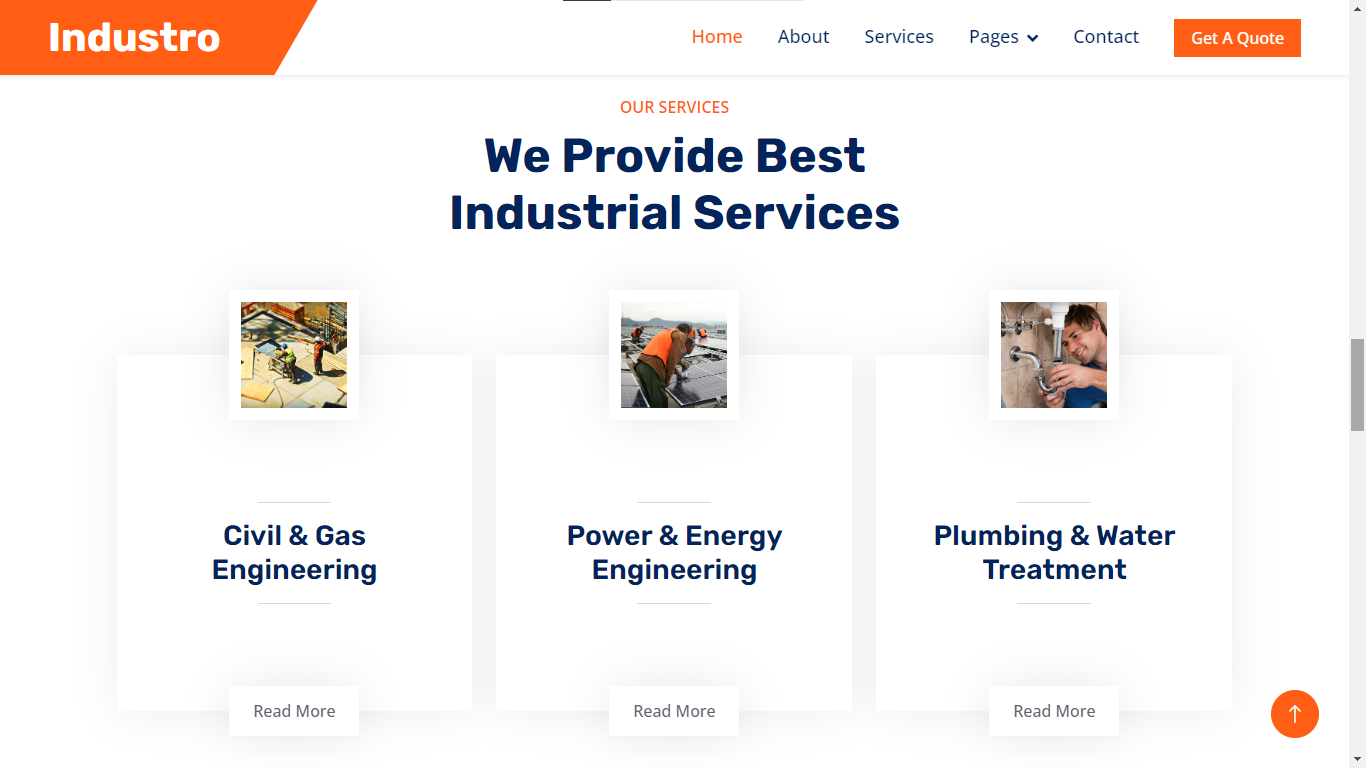 Industro
Home About Services Pages Contact Get A Quote
OUR SERVICES
We Provide Best
Industrial Services
Civil & Gas
Engineering
Power & Energy
Engineering
Plumbing & Water
Treatment
Read More Read More Read More